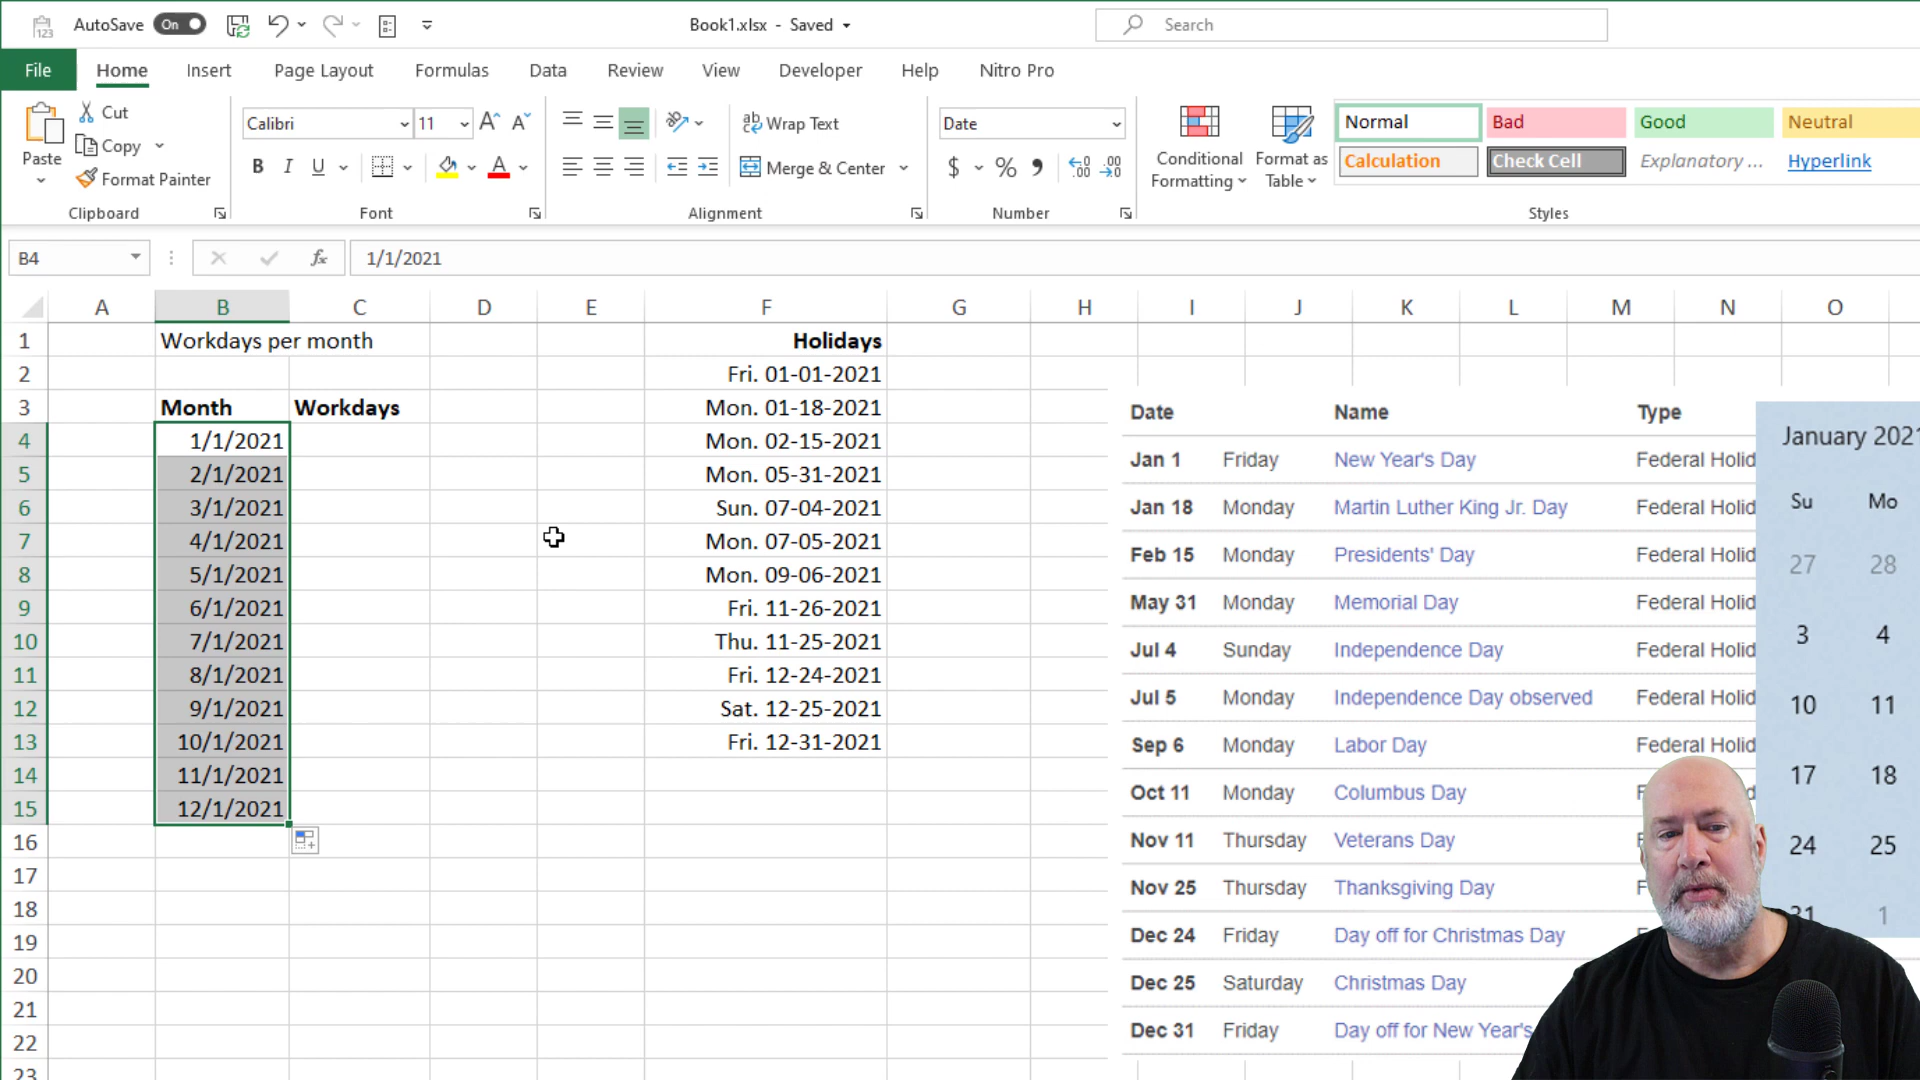 AutoSave On Book1.xlsx - Saved Search
File Home Insert Page Layout Formulas Data Review View Developer Help Nitro Pro
Paste
Cut
Copy
Format Painter
Clipboard
Calibri 11
B I U A
Font
Wrap Text
Merge & Center
Alignment
Date
$ % ,
Number
Conditional Formatting
Format as Table
Normal Bad Good Neutral
Calculation Check Cell Explanatory ... Hyperlink
Styles
B4 fx 1/1/2021
A B C D E F G H I J K L M N O
1 Workdays per month Holidays
2 Fri. 01-01-2021
3 Month Workdays Mon. 01-18-2021
4 1/1/2021 Mon. 02-15-2021
5 2/1/2021 Mon. 05-31-2021
6 3/1/2021 Sun. 07-04-2021
7 4/1/2021 Mon. 07-05-2021
8 5/1/2021 Mon. 09-06-2021
9 6/1/2021 Fri. 11-26-2021
10 7/1/2021 Thu. 11-25-2021
11 8/1/2021 Fri. 12-24-2021
12 9/1/2021 Sat. 12-25-2021
13 10/1/2021 Fri. 12-31-2021
14 11/1/2021
15 12/1/2021
16
17
18
19
20
21
22
23
Date Name Type
Jan 1 Friday New Year's Day Federal Holid
Jan 18 Monday Martin Luther King Jr. Day Federal Holid
Feb 15 Monday Presidents' Day Federal Holid
May 31 Monday Memorial Day Federal Holid
Jul 4 Sunday Independence Day Federal Holid
Jul 5 Monday Independence Day observed Federal Holid
Sep 6 Monday Labor Day Federal Holid
Oct 11 Monday Columbus Day
Nov 11 Thursday Veterans Day
Nov 25 Thursday Thanksgiving Day
Dec 24 Friday Day off for Christmas Day
Dec 25 Saturday Christmas Day
Dec 31 Friday Day off for New Year's
January 2021
Su Mo
27 28
3 4
10 11
17 18
24 25
31 1